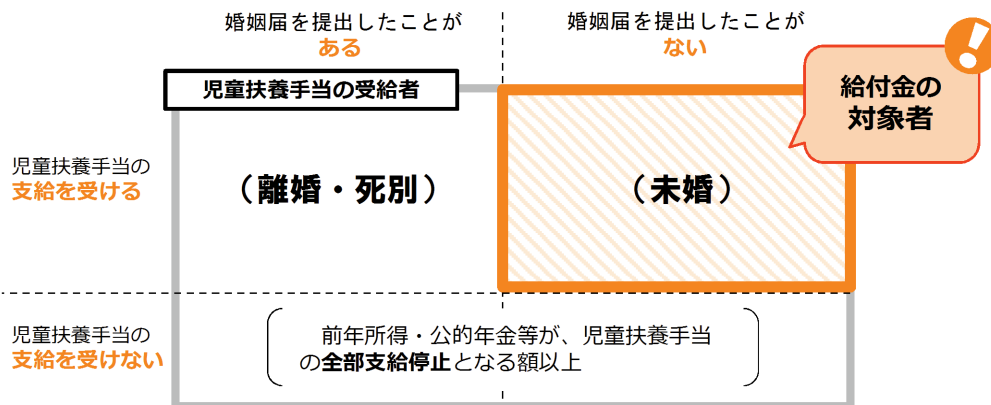 婚姻届を提出したことが
ある
婚姻届を提出したことが
ない
児童扶養手当の受給者
給付金の
対象者
児童扶養手当の
支給を受ける
（離婚・死別）
（未婚）
児童扶養手当の
支給を受けない
前年所得・公的年金等が、児童扶養手当
の全部支給停止となる額以上